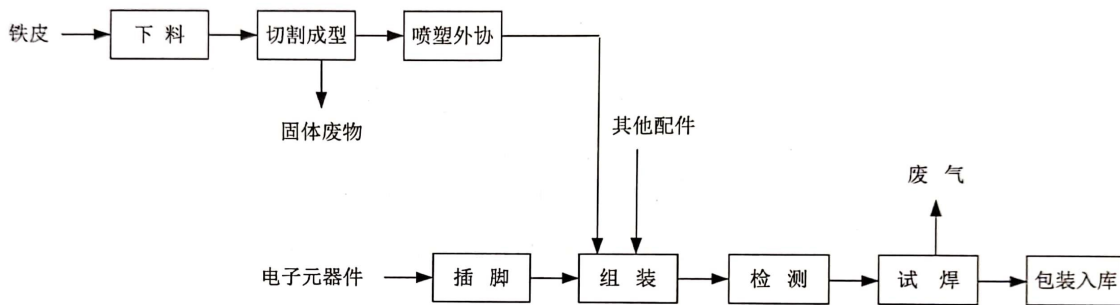 铁皮
下 料
切割成型
喷塑外协
固体废物
其他配件
废 气
电子元器件
插 脚
组 装
检 测
试 焊
包装入库